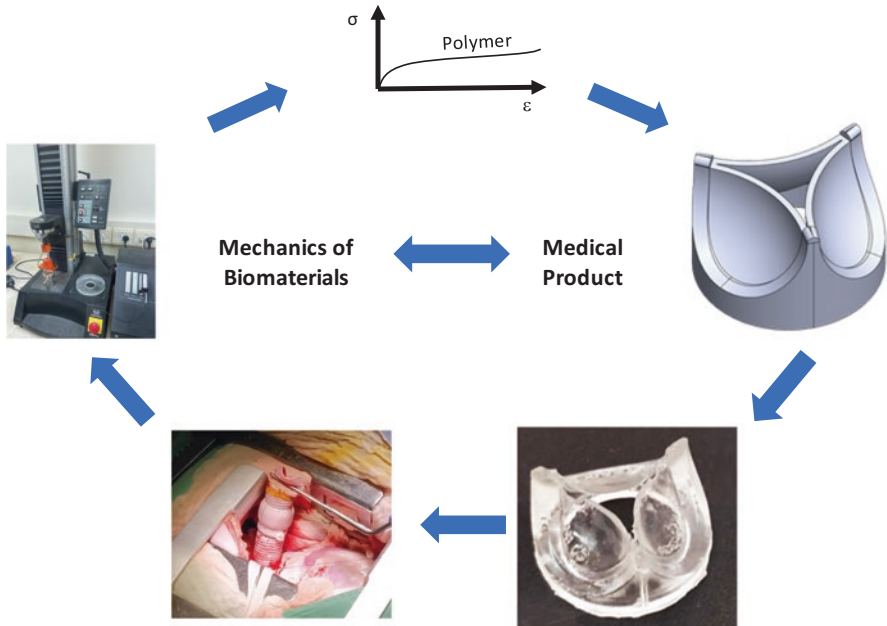 σ
Polymer
ε
Mechanics of
Biomaterials
Medical
Product